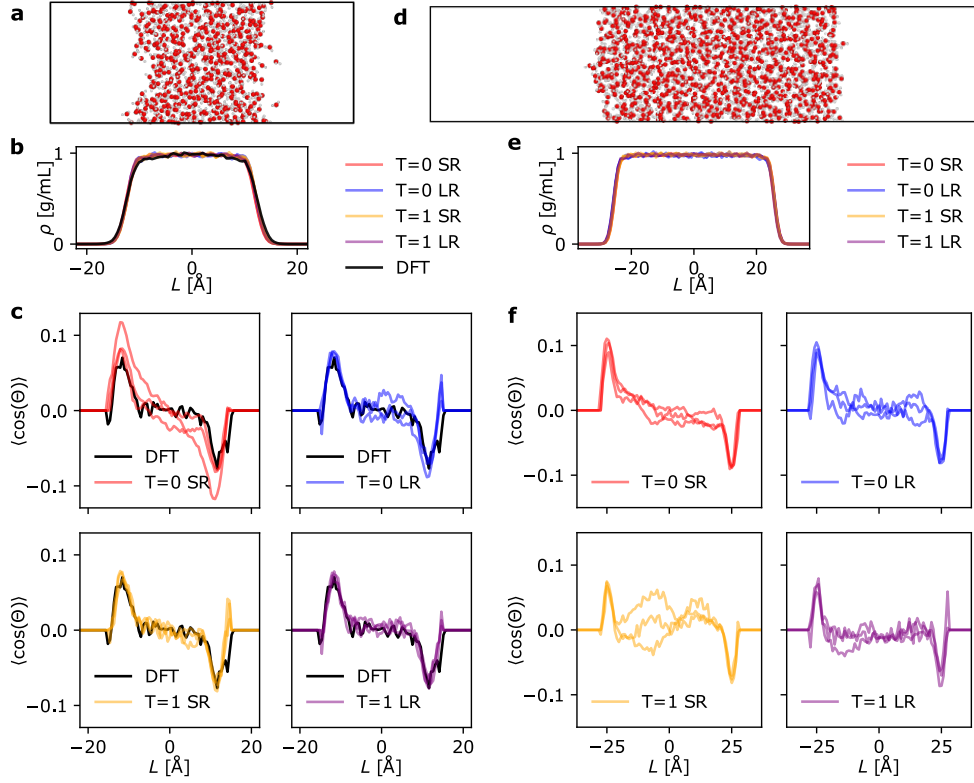 a
d
b
1
0
ρ [g/mL]
−20
0
20
L [Å]
T=0 SR
T=0 LR
T=1 SR
T=1 LR
DFT
e
1
0
ρ [g/mL]
−25
0
25
L [Å]
T=0 SR
T=0 LR
T=1 SR
T=1 LR
c
0.1
0.0
−0.1
⟨cos(Θ)⟩
DFT
T=0 SR
DFT
T=0 LR
0.1
0.0
−0.1
⟨cos(Θ)⟩
DFT
T=1 SR
DFT
T=1 LR
−20
0
20
L [Å]
−20
0
20
L [Å]
f
0.1
0.0
−0.1
⟨cos(Θ)⟩
T=0 SR
T=0 LR
0.1
0.0
−0.1
⟨cos(Θ)⟩
T=1 SR
T=1 LR
−25
0
25
L [Å]
−25
0
25
L [Å]